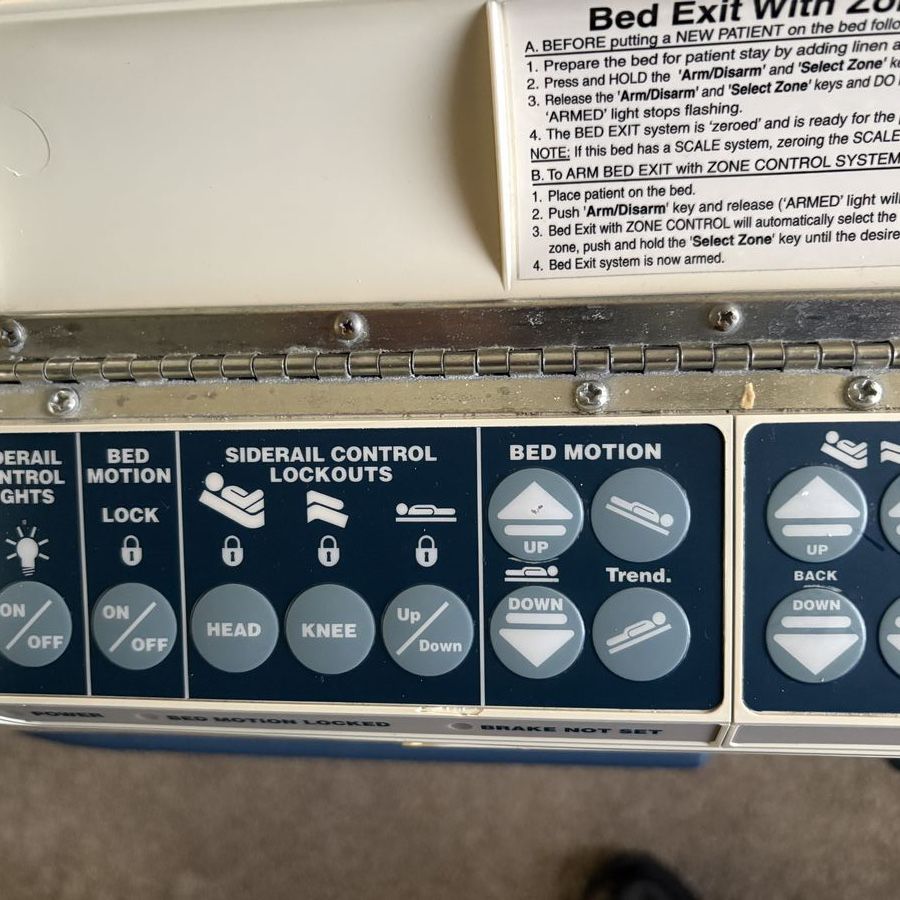 Bed Exit With
A. BEFORE putting a NEW PATIENT on the bed
1. Prepare the bed for patient stay by adding linen
2. Press and HOLD the 'Arm/Disarm' and 'Select Zone'
3. Release the 'Arm/Disarm' and 'Select Zone' keys and DO
'ARMED' light stops flashing.
4. The BED EXIT system is 'zeroed' and is ready for the
NOTE: If this bed has a SCALE system, zeroing the SCALE
B. To ARM BED EXIT with ZONE CONTROL SYSTEM
1. Place patient on the bed.
2. Push 'Arm/Disarm' key and release ('ARMED' light will
3. Bed Exit with ZONE CONTROL will automatically select the
zone, push and hold the 'Select Zone' key until the
4. Bed Exit system is now armed.
BED
MOTION
LOCK
ON
OFF
ON
OFF
SIDERAIL CONTROL
LOCKOUTS
HEAD
KNEE
Up
Down
BED MOTION
UP
DOWN
Trend.
UP
BACK
DOWN
POWER
BED MOTION LOCKED
BRAKE NOT SET